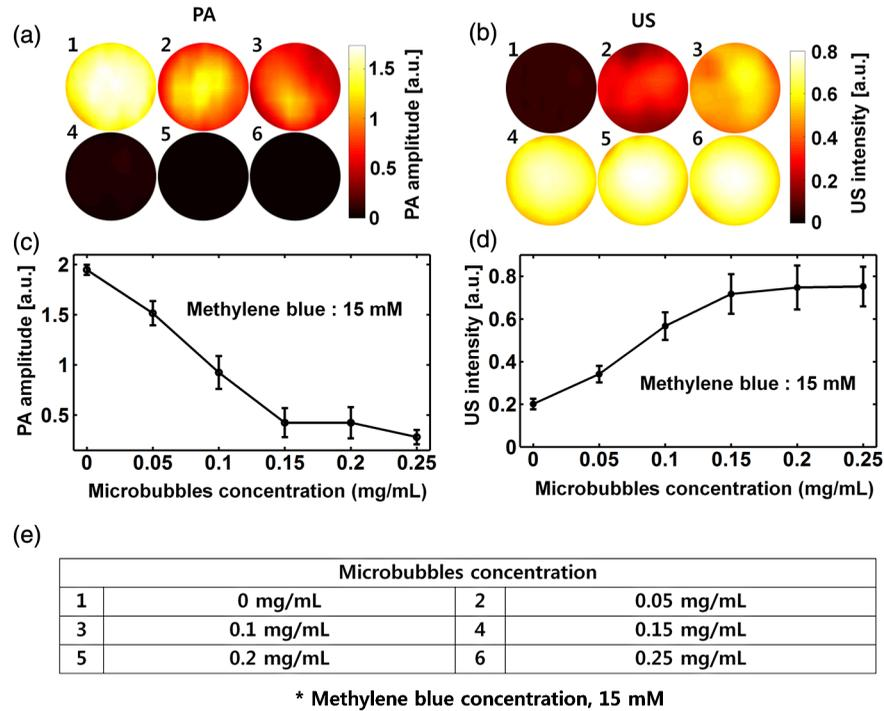 PA
(a)
1 2 3
4 5 6
1.5
1
0.5
0
PA amplitude [a.u.]
US
(b)
1 2 3
4 5 6
0.8
0.6
0.4
0.2
0
US intensity [a.u.]
(c)
2
1.5
1
0.5
PA amplitude [a.u.]
Methylene blue : 15 mM
0 0.05 0.1 0.15 0.2 0.25
Microbubbles concentration (mg/mL)
(d)
0.8
0.6
0.4
0.2
0
US intensity [a.u.]
Methylene blue : 15 mM
0 0.05 0.1 0.15 0.2 0.25
Microbubbles concentration (mg/mL)
(e)
Microbubbles concentration
1 0 mg/mL 2 0.05 mg/mL
3 0.1 mg/mL 4 0.15 mg/mL
5 0.2 mg/mL 6 0.25 mg/mL
* Methylene blue concentration, 15 mM